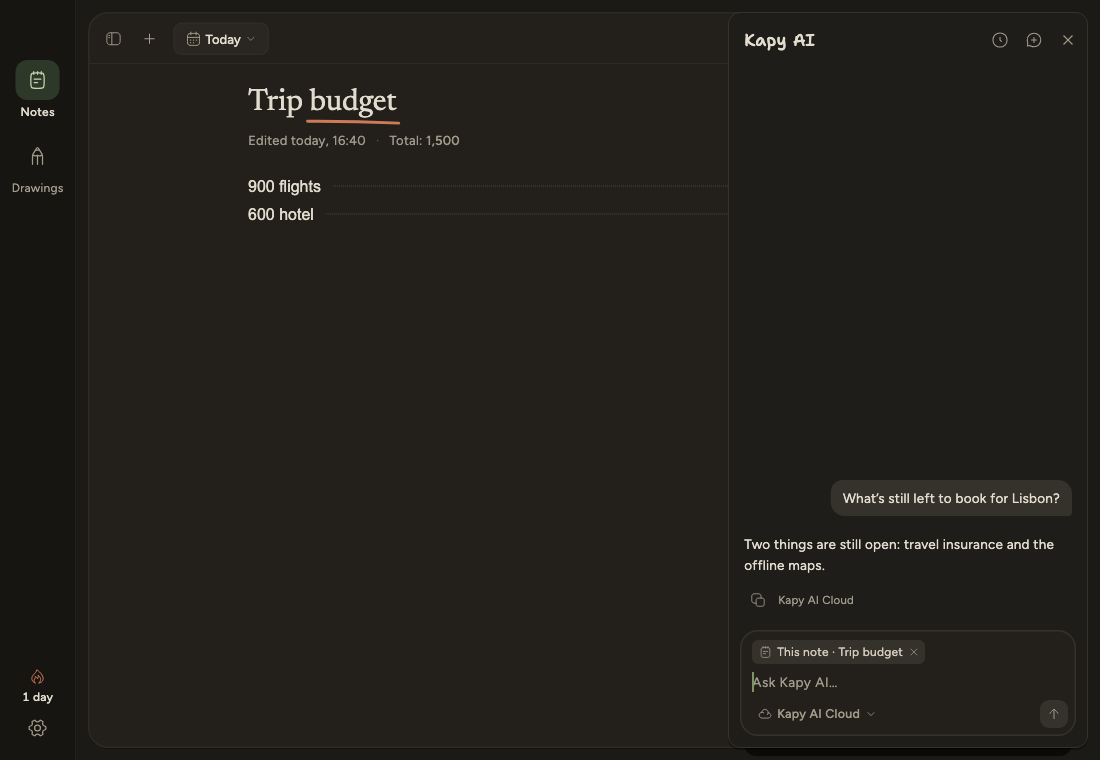 Notes
Drawings
1 day
Today
Trip budget
Edited today, 16:40 · Total: 1,500
900 flights
600 hotel
Kapy AI
What's still left to book for Lisbon?
Two things are still open: travel insurance and the
offline maps.
Kapy AI Cloud
This note · Trip budget
Ask Kapy AI...
Kapy AI Cloud